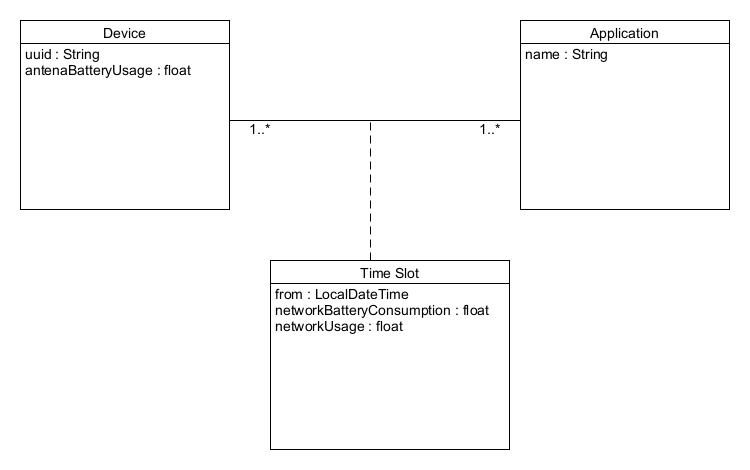 Device
uuid : String
antenaBatteryUsage : float
Application
name : String
1..*
1..*
Time Slot
from : LocalDateTime
networkBatteryConsumption : float
networkUsage : float